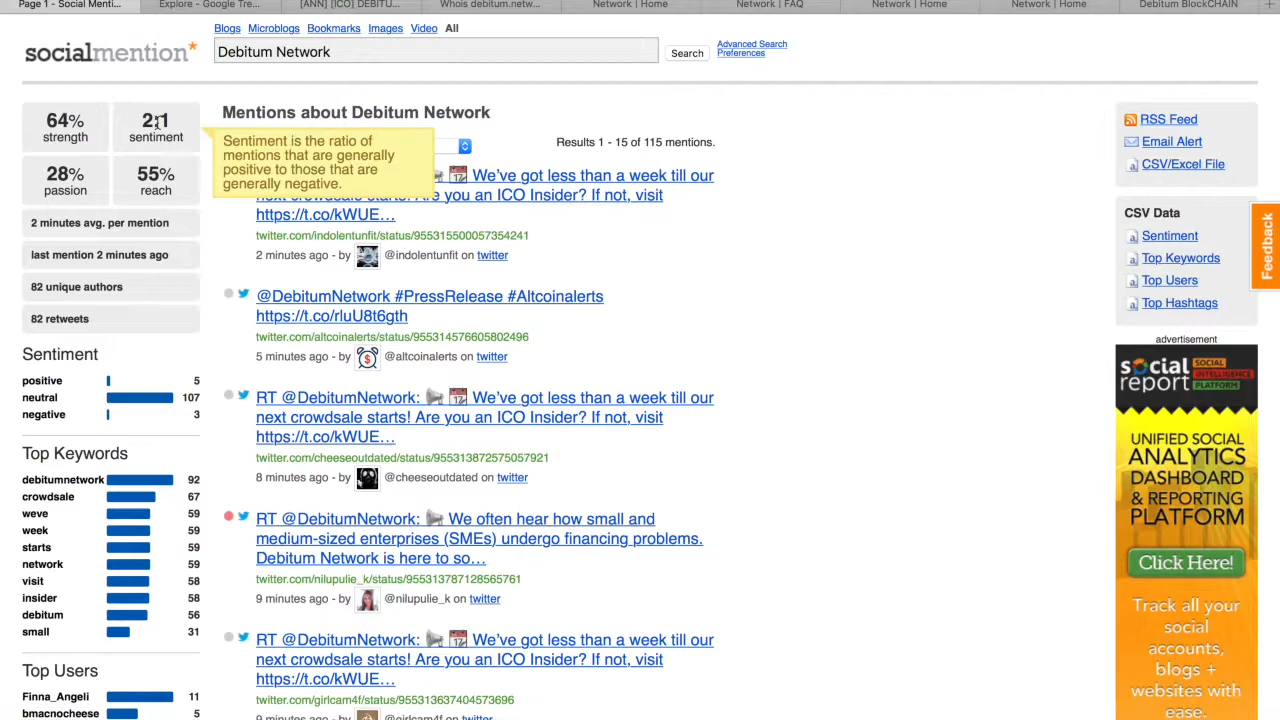 Page 1 - Social Menti...
Explore - Google Tre...
[ANN] [ICO] DEBITU...
Whois debitum.netw...
Network | Home
Network | FAQ
Network | Home
Network | Home
Debitum BlockCHAIN
Blogs Microblogs Bookmarks Images Video All
socialmention*
Debitum Network
Search
Advanced Search
Preferences
64%
strength
2:1
sentiment
28%
passion
55%
reach
2 minutes avg. per mention
last mention 2 minutes ago
82 unique authors
82 retweets
Sentiment
positive 5
neutral 107
negative 3
Top Keywords
debitumnetwork 92
crowdsale 67
weve 59
week 59
starts 59
network 59
visit 58
insider 58
debitum 56
small 31
Top Users
Finna_Angeli 11
bmacnocheese 5
Mentions about Debitum Network
Sentiment is the ratio of
mentions that are generally
positive to those that are
generally negative.
Results 1 - 15 of 115 mentions.
We've got less than a week till our
next crowdsale starts! Are you an ICO Insider? If not, visit
https://t.co/kWUE…
twitter.com/indolentunfit/status/955315500057354241
2 minutes ago - by @indolentunfit on twitter
@DebitumNetwork #PressRelease #Altcoinalerts
https://t.co/rluU8t6gth
twitter.com/altcoinalerts/status/955314576605802496
5 minutes ago - by @altcoinalerts on twitter
RT @DebitumNetwork: 📢 📅 We've got less than a week till our
next crowdsale starts! Are you an ICO Insider? If not, visit
https://t.co/kWUE…
twitter.com/cheeseoutdated/status/955313872575057921
8 minutes ago - by @cheeseoutdated on twitter
RT @DebitumNetwork: 📢 We often hear how small and
medium-sized enterprises (SMEs) undergo financing problems.
Debitum Network is here to so…
twitter.com/nilupulie_k/status/955313787128565761
9 minutes ago - by @nilupulie_k on twitter
RT @DebitumNetwork: 📢 📅 We've got less than a week till our
next crowdsale starts! Are you an ICO Insider? If not, visit
https://t.co/kWUE…
twitter.com/girlcam4f/status/955313637404573696
9 minutes ago - by @girlcam4f on twitter
RSS Feed
Email Alert
CSV/Excel File
CSV Data
Sentiment
Top Keywords
Top Users
Top Hashtags
Feedback
advertisement
social
report
SOCIAL
INTELLIGENCE
PLATFORM
UNIFIED SOCIAL
ANALYTICS
DASHBOARD
& REPORTING
PLATFORM
Click Here!
Track all your
social
accounts,
blogs +
websites with
ease.